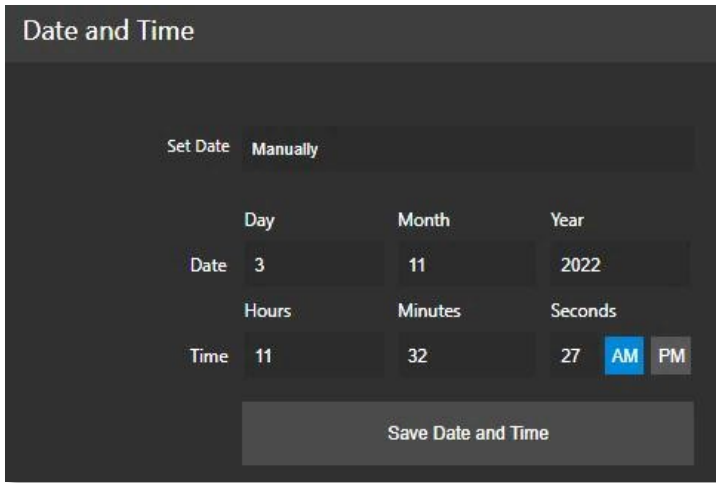 Date and Time
Set Date Manually
Day Month Year
Date 3 11 2022
Hours Minutes Seconds
Time 11 32 27 AM PM
Save Date and Time